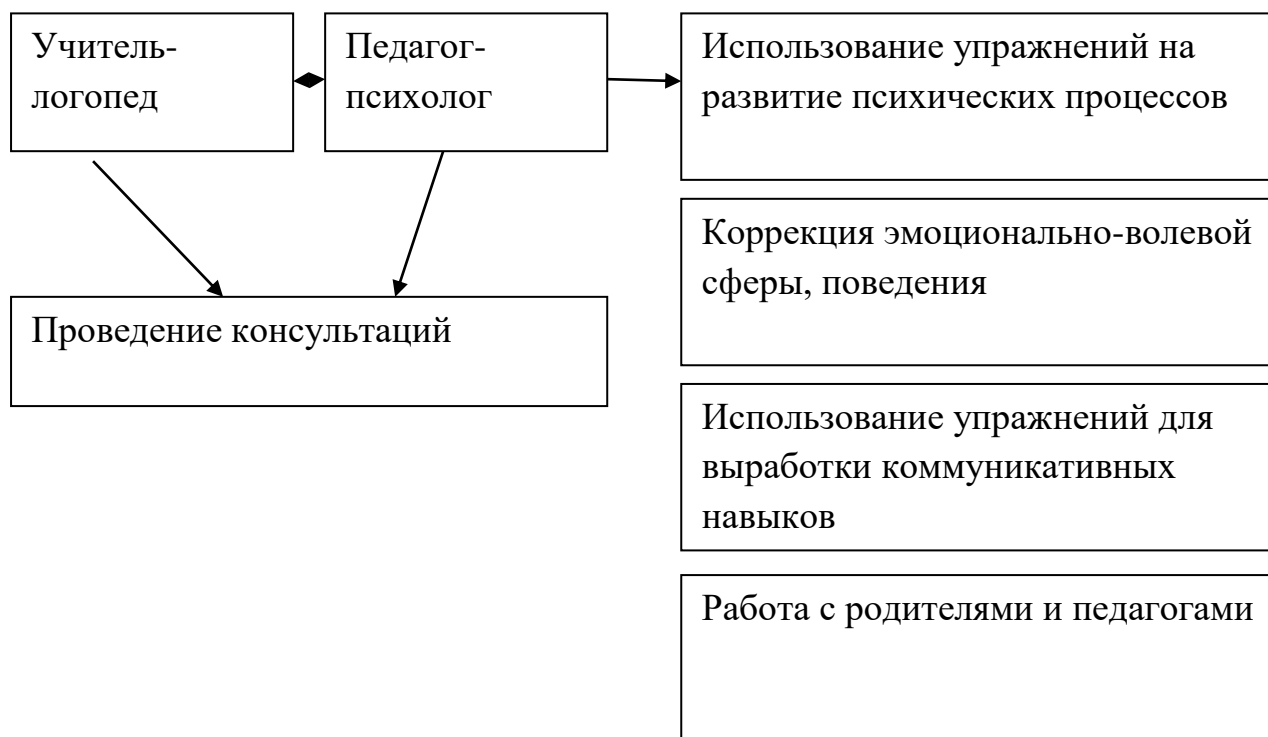 Учитель-
логопед
Педагог-
психолог
Использование упражнений на
развитие психических процессов
Коррекция эмоционально-волевой
сферы, поведения
Проведение консультаций
Использование упражнений для
выработки коммуникативных
навыков
Работа с родителями и педагогами